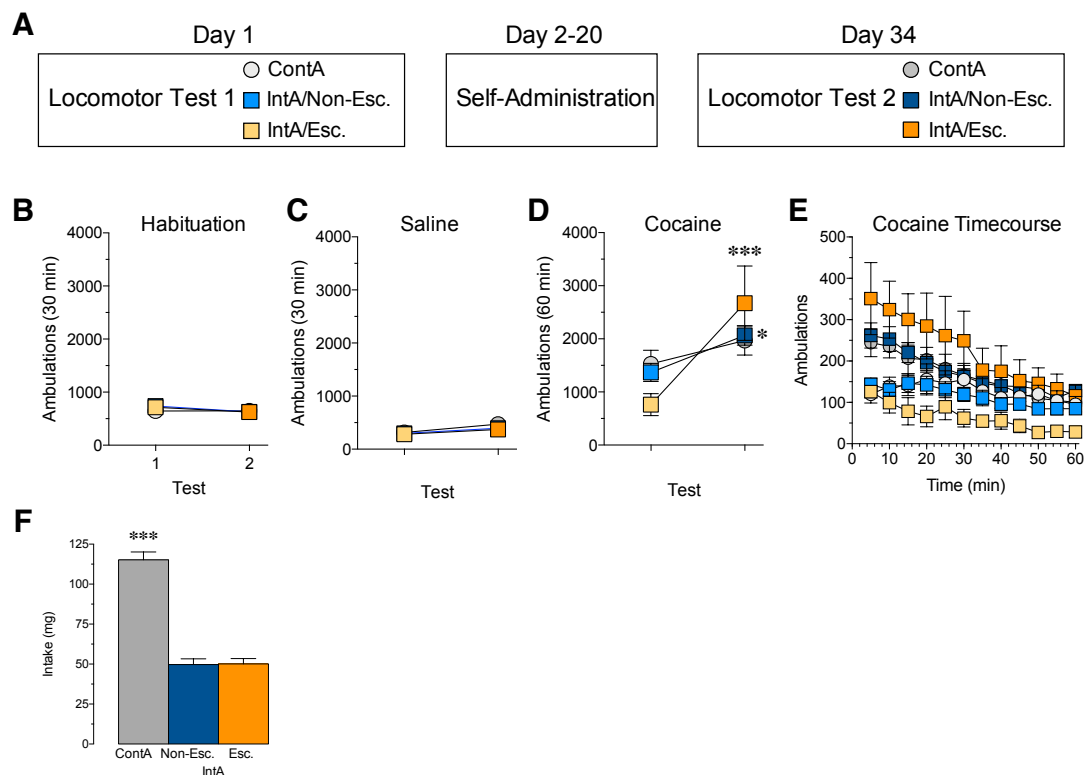 A
Day 1
Day 2-20
Day 34
Locomotor Test 1
ContA
IntA/Non-Esc.
IntA/Esc.
Self-Administration
Locomotor Test 2
ContA
IntA/Non-Esc.
IntA/Esc.
B
Habituation
Ambulations (30 min)
4000
3000
2000
1000
0
1 2
Test
C
Saline
Ambulations (30 min)
4000
3000
2000
1000
0
Test
D
Cocaine
Ambulations (60 min)
4000
3000
2000
1000
0
***
*
Test
E
Cocaine Timecourse
Ambulations
500
400
300
200
100
0
0 10 20 30 40 50 60
Time (min)
F
Intake (mg)
125
100
75
50
25
0
***
ContA Non-Esc. Esc.
IntA